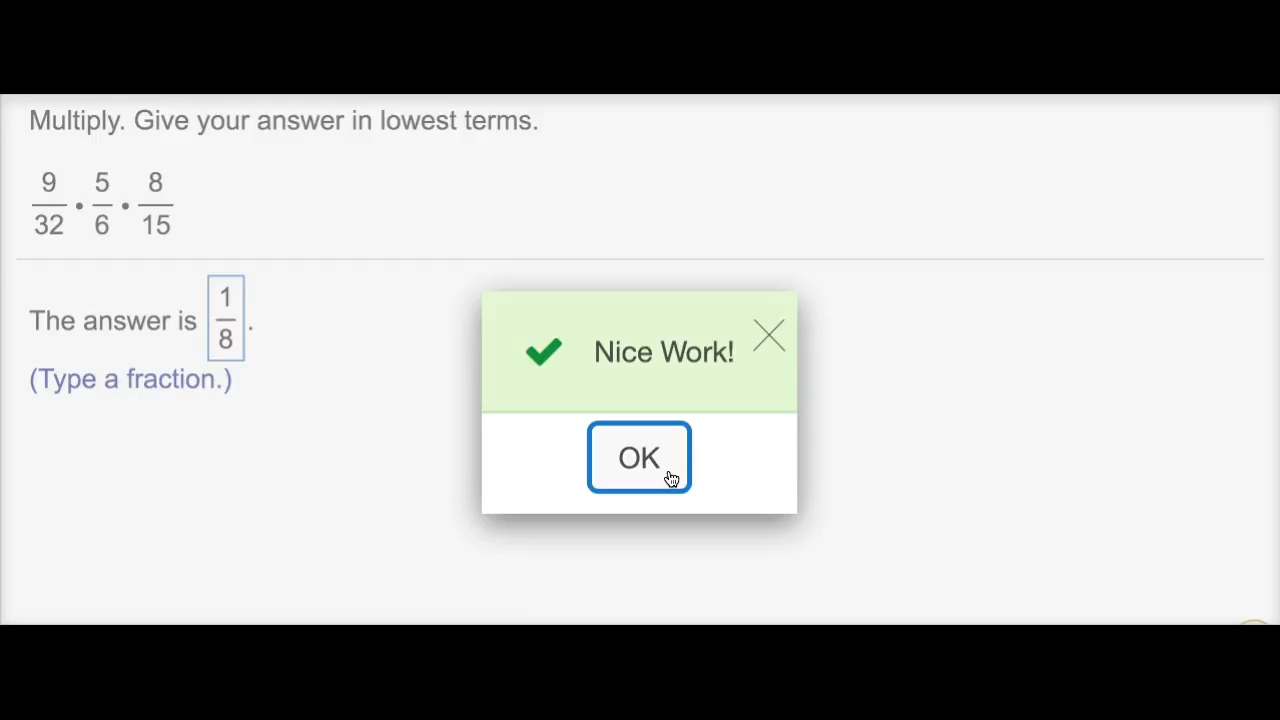 Multiply. Give your answer in lowest terms.
9/32 · 5/6 · 8/15
The answer is 1/8.
(Type a fraction.)
Nice Work!
OK